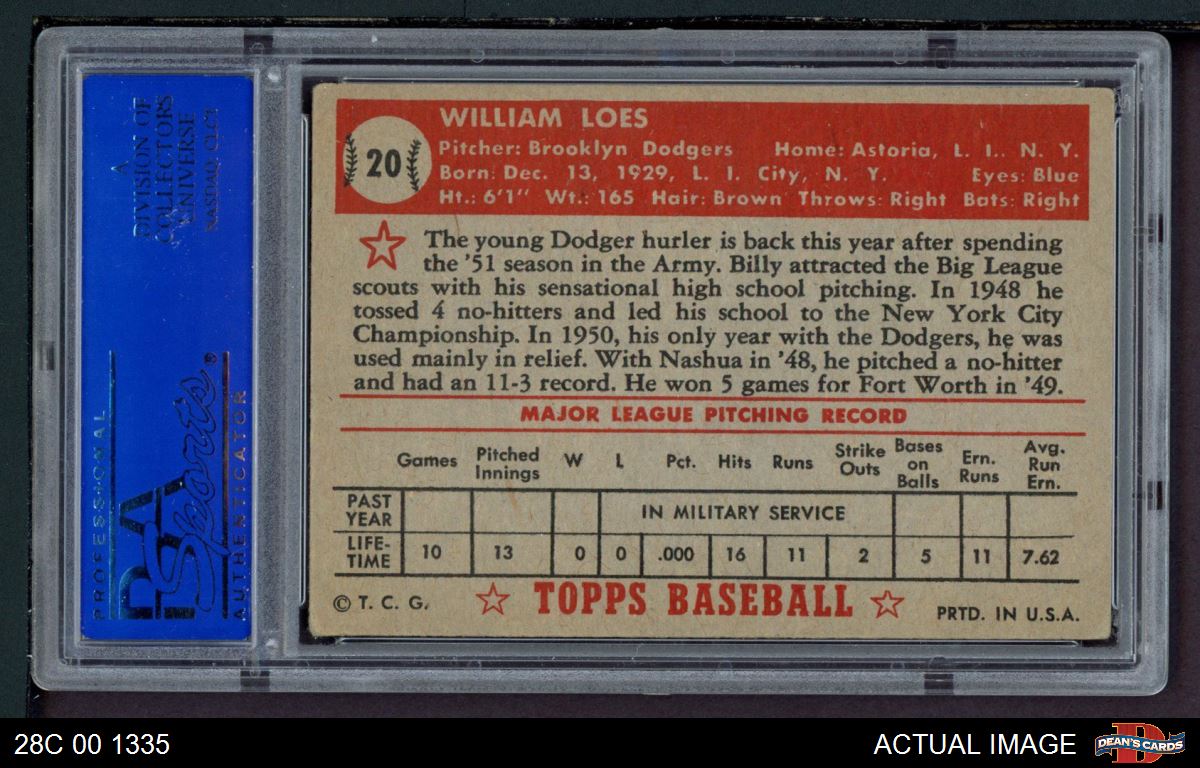 A
DIVISION OF
COLLECTORS
UNIVERSE
NASDAQ: CLCT
PROFESSIONAL
PSA
Sports®
AUTHENTICATOR
20
WILLIAM LOES
Pitcher: Brooklyn Dodgers Home: Astoria, L. I., N. Y.
Born: Dec. 13, 1929, L. I. City, N. Y. Eyes: Blue
Ht.: 6'1" Wt.: 165 Hair: Brown Throws: Right Bats: Right
The young Dodger hurler is back this year after spending
the '51 season in the Army. Billy attracted the Big League
scouts with his sensational high school pitching. In 1948 he
tossed 4 no-hitters and led his school to the New York City
Championship. In 1950, his only year with the Dodgers, he was
used mainly in relief. With Nashua in '48, he pitched a no-hitter
and had an 11-3 record. He won 5 games for Fort Worth in '49.
MAJOR LEAGUE PITCHING RECORD
Games Pitched Innings W L Pct. Hits Runs Strike Outs Bases on Balls Ern. Runs Avg. Run Ern.
PAST YEAR IN MILITARY SERVICE
LIFE-TIME 10 13 0 0 .000 16 11 2 5 11 7.62
© T. C. G. TOPPS BASEBALL PRTD. IN U.S.A.
28C 00 1335 ACTUAL IMAGE D DEAN'S CARDS